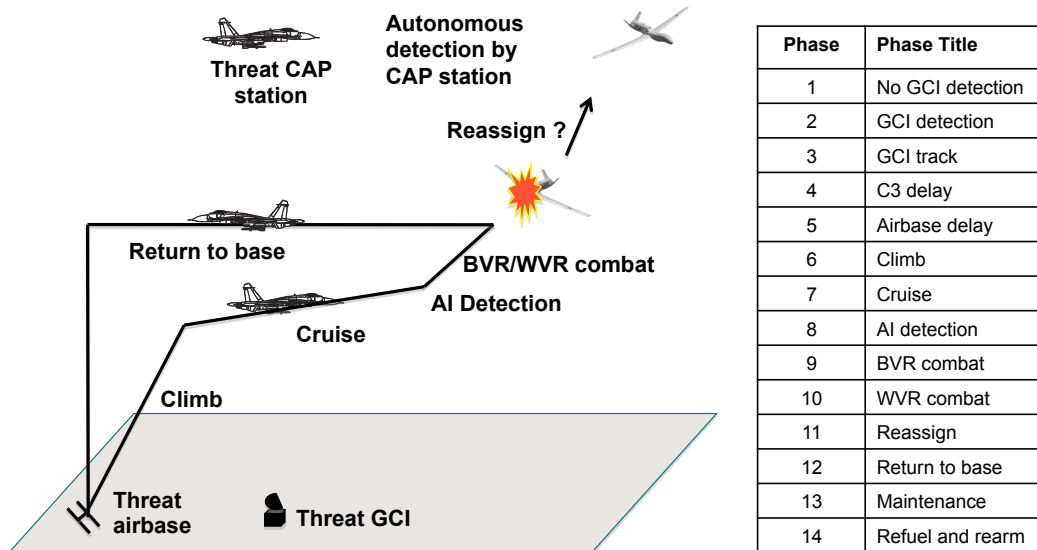 Threat CAP
station
Autonomous
detection by
CAP station
Reassign ?
Return to base
BVR/WVR combat
AI Detection
Cruise
Climb
Threat
airbase
Threat GCI
Phase Phase Title
1 No GCI detection
2 GCI detection
3 GCI track
4 C3 delay
5 Airbase delay
6 Climb
7 Cruise
8 AI detection
9 BVR combat
10 WVR combat
11 Reassign
12 Return to base
13 Maintenance
14 Refuel and rearm